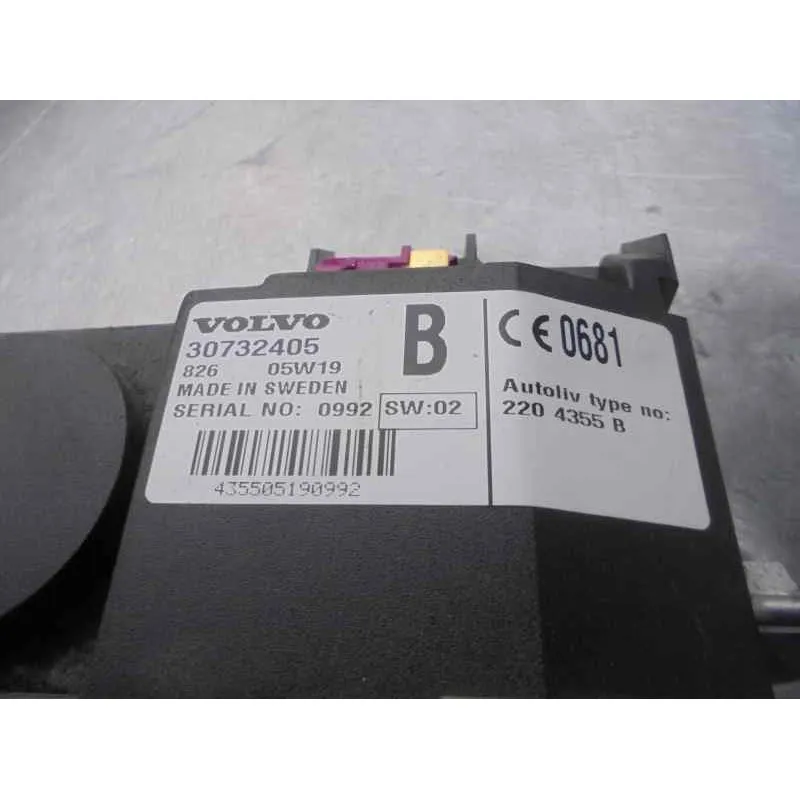 VOLVO
30732405
826 05W19
MADE IN SWEDEN
SERIAL NO: 0992
SW:02
B
435505190992
CE 0681
Autoliv type no:
220 4355 B